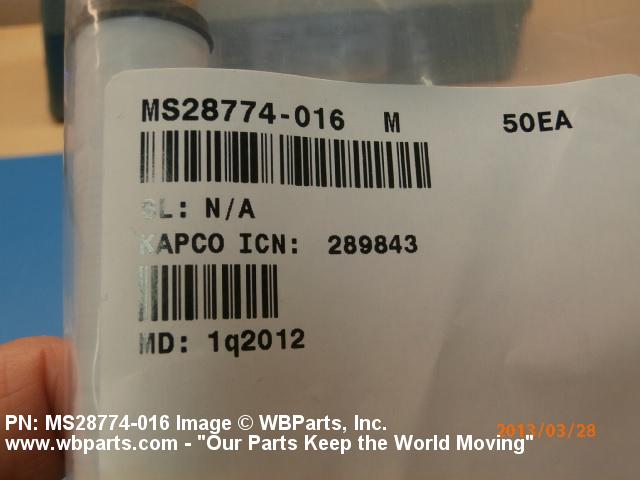 MS28774-016 M 50EA
SL: N/A
KAPCO ICN: 289843
MD: 1q2012
2013/03/28
PN: MS28774-016 Image © WBParts, Inc.
www.wbparts.com - "Our Parts Keep the World Moving"